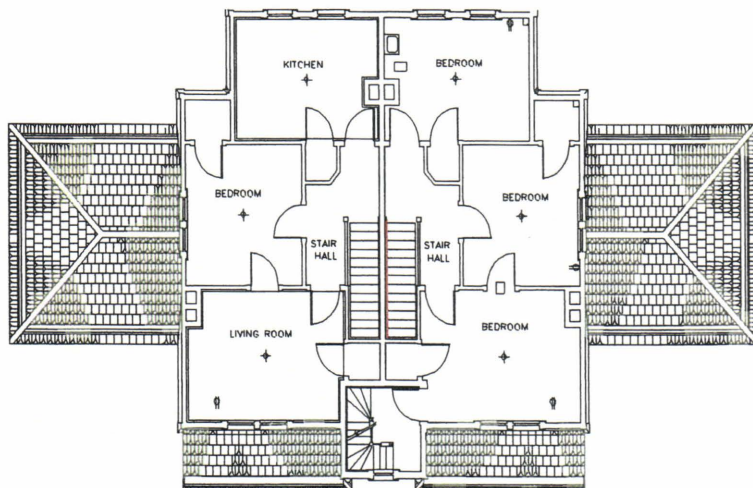 KITCHEN
BEDROOM
BEDROOM
BEDROOM
STAIR
HALL
STAIR
HALL
LIVING ROOM
BEDROOM